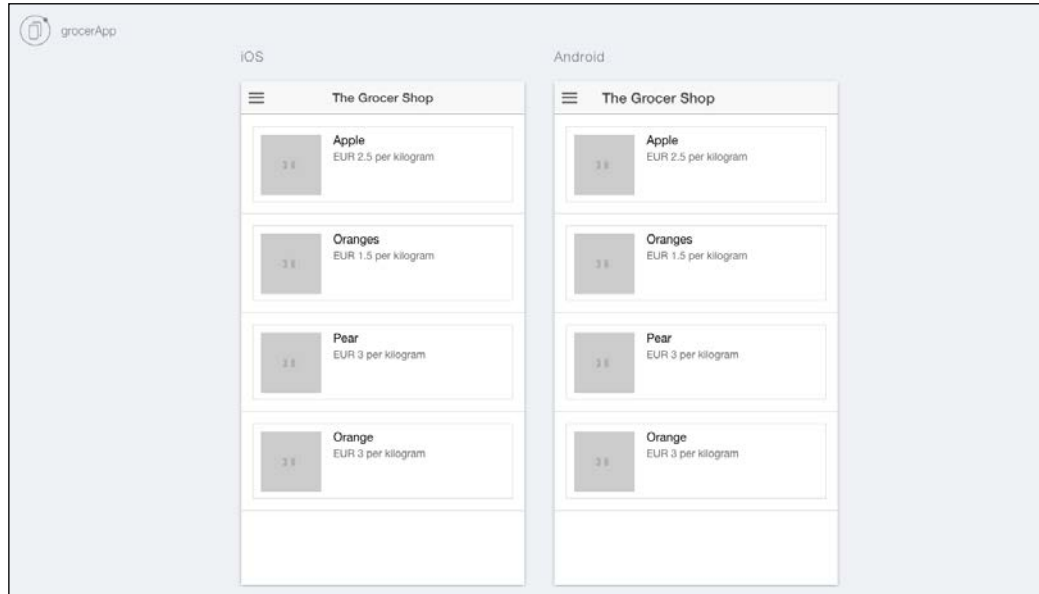 grocerApp
iOS
The Grocer Shop
Apple
EUR 2.5 per kilogram
Oranges
EUR 1.5 per kilogram
Pear
EUR 3 per kilogram
Orange
EUR 3 per kilogram
Android
The Grocer Shop
Apple
EUR 2.5 per kilogram
Oranges
EUR 1.5 per kilogram
Pear
EUR 3 per kilogram
Orange
EUR 3 per kilogram